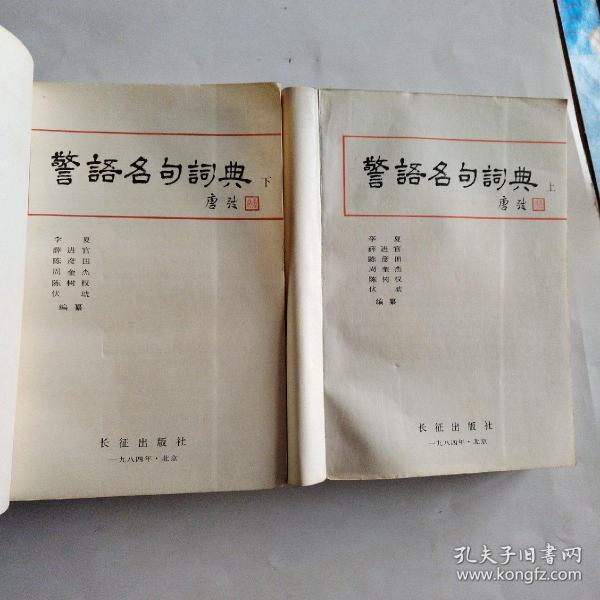 警語名句詞典 下
唐弢
李 夏
薛进官
陈彦田
周奎杰
陈树权
伏琥
编纂
长征出版社
一九八四年·北京
警語名句詞典 上
唐弢
李 夏
薛进官
陈彦田
周奎杰
陈树权
伏琥
编纂
长征出版社
一九八四年·北京
孔夫子旧书网
www.kongfz.com